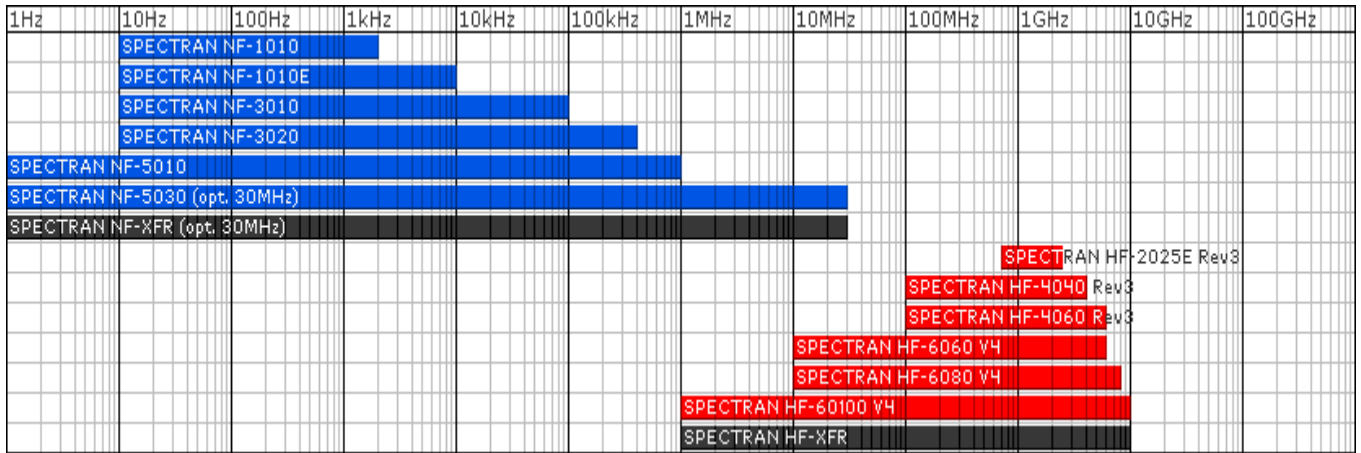 1Hz 10Hz 100Hz 1kHz 10kHz 100kHz 1MHz 10MHz 100MHz 1GHz 10GHz 100GHz
SPECTRAN NF-1010
SPECTRAN NF-1010E
SPECTRAN NF-3010
SPECTRAN NF-3020
SPECTRAN NF-5010
SPECTRAN NF-5030 (opt. 30MHz)
SPECTRAN NF-XFR (opt. 30MHz)
SPECTRAN HF-2025E Rev3
SPECTRAN HF-4040 Rev3
SPECTRAN HF-4060 Rev3
SPECTRAN HF-6060 V4
SPECTRAN HF-6080 V4
SPECTRAN HF-60100 V4
SPECTRAN HF-XFR